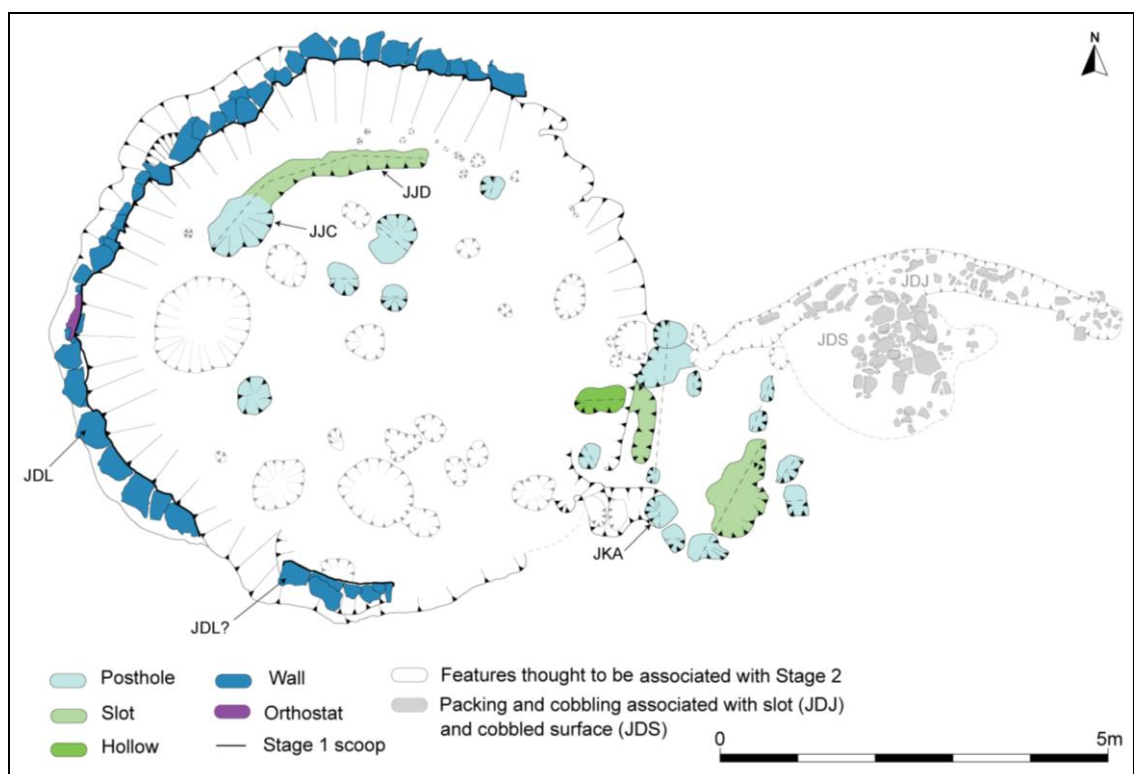 N
JJD
JJC
JDJ
JDS
JDL
JKA
JDL?
Posthole
Wall
Features thought to be associated with Stage 2
Slot
Orthostat
Packing and cobbling associated with slot (JDJ)
and cobbled surface (JDS)
Hollow
Stage 1 scoop
0
5m